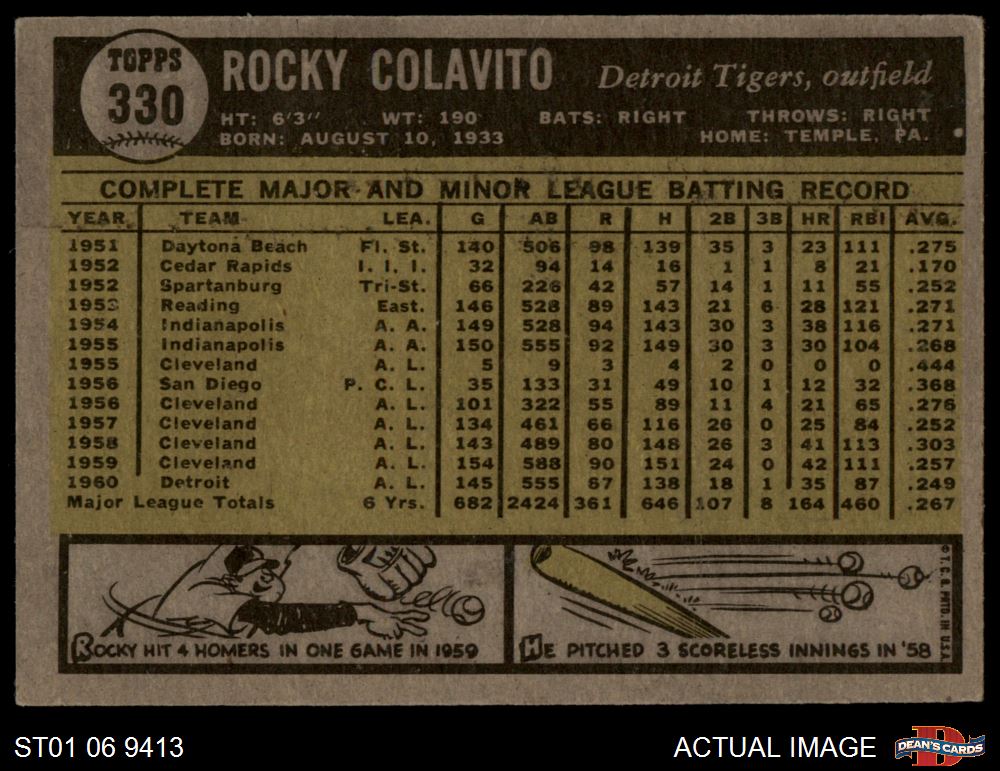 TOPPS
330
ROCKY COLAVITO Detroit Tigers, outfield
HT: 6'3'' WT: 190 BATS: RIGHT THROWS: RIGHT
BORN: AUGUST 10, 1933 HOME: TEMPLE, PA.
COMPLETE MAJOR AND MINOR LEAGUE BATTING RECORD
YEAR TEAM LEA. G AB R H 2B 3B HR RBI AVG.
1951 Daytona Beach Fl. St. 140 506 98 139 35 3 23 111 .275
1952 Cedar Rapids I. I. I. 32 94 14 16 1 1 8 21 .170
1952 Spartanburg Tri-St. 66 226 42 57 14 1 11 55 .252
1953 Reading East. 146 528 89 143 21 6 28 121 .271
1954 Indianapolis A. A. 149 528 94 143 30 3 38 116 .271
1955 Indianapolis A. A. 150 555 92 149 30 3 30 104 .268
1955 Cleveland A. L. 5 9 3 4 2 0 0 0 .444
1956 San Diego P. C. L. 35 133 31 49 10 1 12 32 .368
1956 Cleveland A. L. 101 322 55 89 11 4 21 65 .276
1957 Cleveland A. L. 134 461 66 116 26 0 25 84 .252
1958 Cleveland A. L. 143 489 80 148 26 3 41 113 .303
1959 Cleveland A. L. 154 588 90 151 24 0 42 111 .257
1960 Detroit A. L. 145 555 67 138 18 1 35 87 .249
Major League Totals 6 Yrs. 682 2424 361 646 107 8 164 460 .267
ROCKY HIT 4 HOMERS IN ONE GAME IN 1959
HE PITCHED 3 SCORELESS INNINGS IN '58
© T. C. G. PRTD. IN U.S.A.
ST01 06 9413
ACTUAL IMAGE
D
DEAN'S CARDS